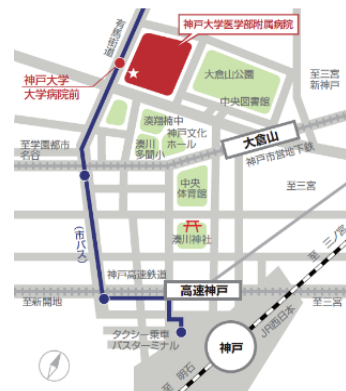 有馬街道
神戸大学医学部附属病院
神戸大学
大学病院前
大倉山公園
中央図書館
至三宮
新神戸
湊翔楠中
神戸文化
ホール
湊川
多聞小
大倉山
神戸市営地下鉄
至学園都市
名谷
至三宮
中央
体育館
(市バス)
湊川神社
至 三ノ宮
神戸高速鉄道
高速神戸
至新開地
至三宮
タクシー乗車
バスターミナル
神戸
JR西日本
至 明石